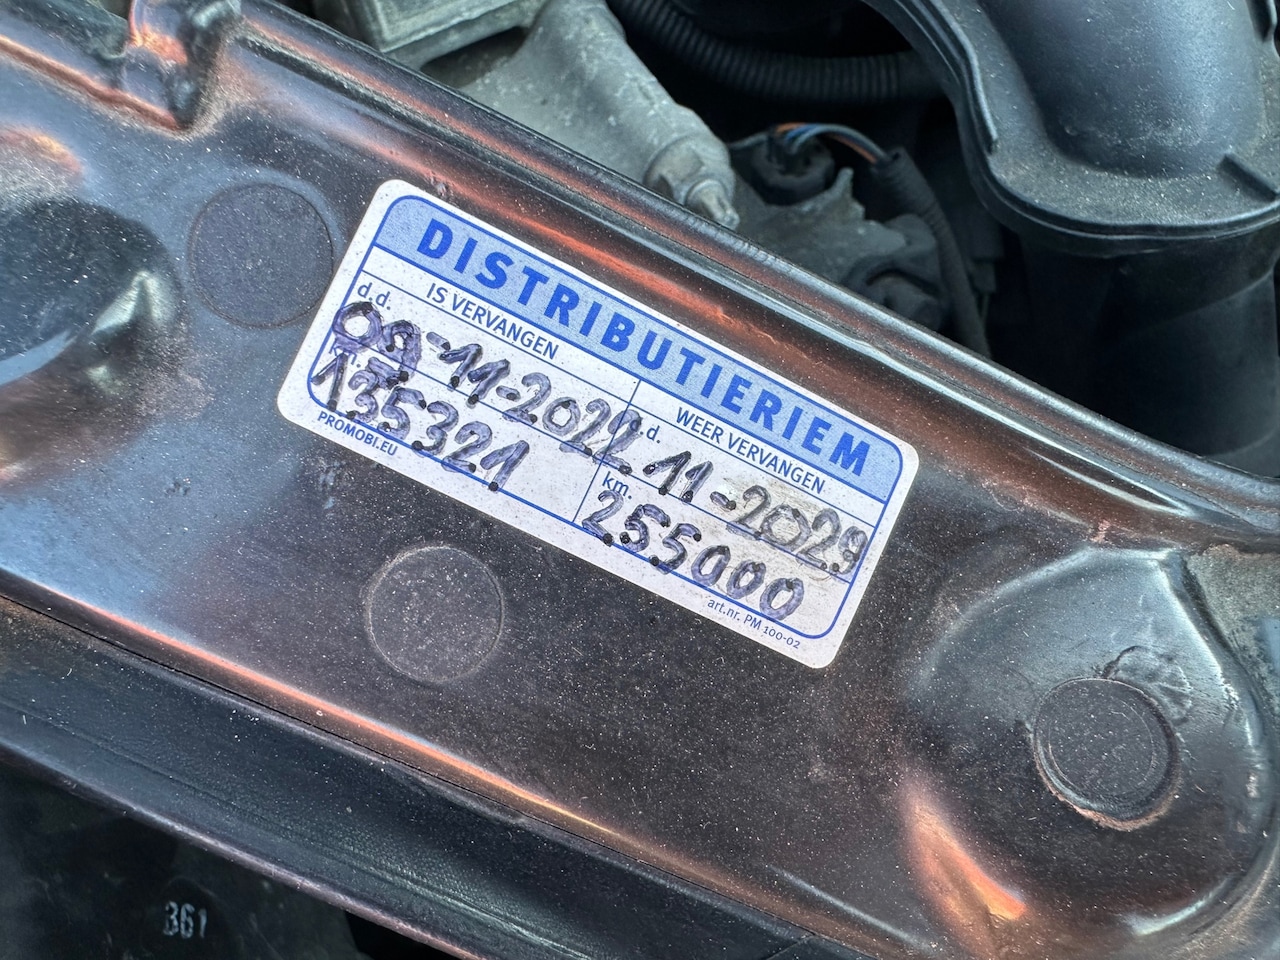 DISTRIBUTIERIEM
IS VERVANGEN
d.d. -11-2022
km. 135321
WEER VERVANGEN
d.d. 11-2029
km. 255000
PROMOBI.EU
art.nr. PM 100-02
361